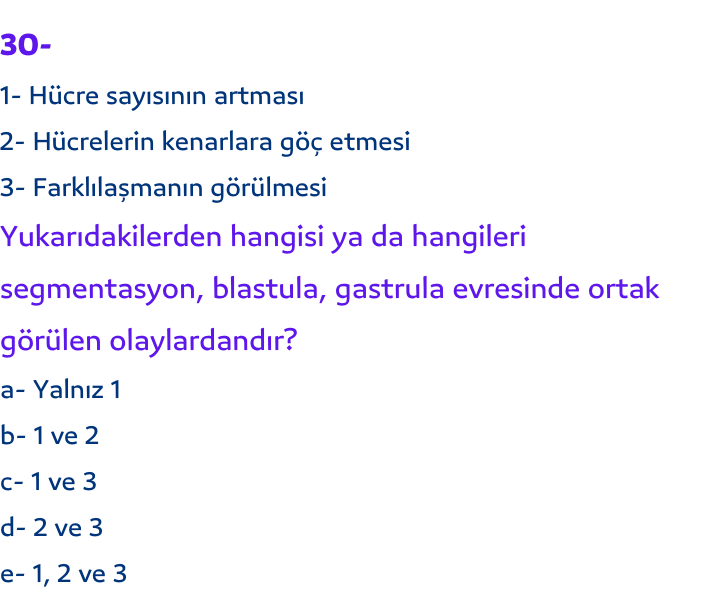 30-
1- Hücre sayısının artması
2- Hücrelerin kenarlara göç etmesi
3- Farklılaşmanın görülmesi
Yukarıdakilerden hangisi ya da hangileri
segmentasyon, blastula, gastrula evresinde ortak
görülen olaylardandır?
a- Yalnız 1
b- 1 ve 2
c- 1 ve 3
d- 2 ve 3
e- 1, 2 ve 3